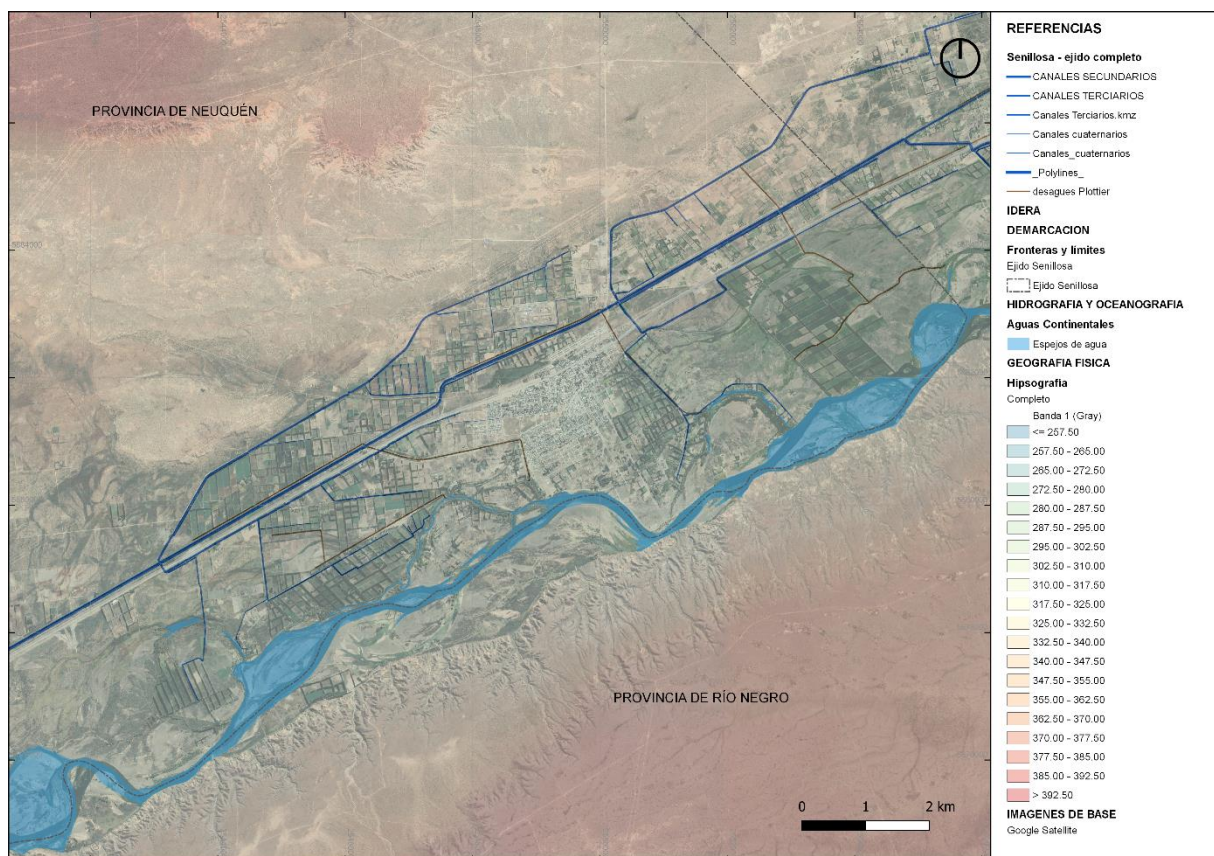 PROVINCIA DE NEUQUÉN
PROVINCIA DE RÍO NEGRO
0 1 2 km
REFERENCIAS
Senillosa - ejido completo
CANALES SECUNDARIOS
CANALES TERCIARIOS
Canales Terciarios.kmz
Canales cuaternarios
Canales_cuaternarios
_Polylines_
desagues Plottier
IDERA
DEMARCACION
Fronteras y límites
Ejido Senillosa
Ejido Senillosa
HIDROGRAFIA Y OCEANOGRAFIA
Aguas Continentales
Espejos de agua
GEOGRAFIA FISICA
Hipsografia
Completo
Banda 1 (Gray)
<= 257.50
257.50 - 265.00
265.00 - 272.50
272.50 - 280.00
280.00 - 287.50
287.50 - 295.00
295.00 - 302.50
302.50 - 310.00
310.00 - 317.50
317.50 - 325.00
325.00 - 332.50
332.50 - 340.00
340.00 - 347.50
347.50 - 355.00
355.00 - 362.50
362.50 - 370.00
370.00 - 377.50
377.50 - 385.00
385.00 - 392.50
> 392.50
IMAGENES DE BASE
Google Satellite